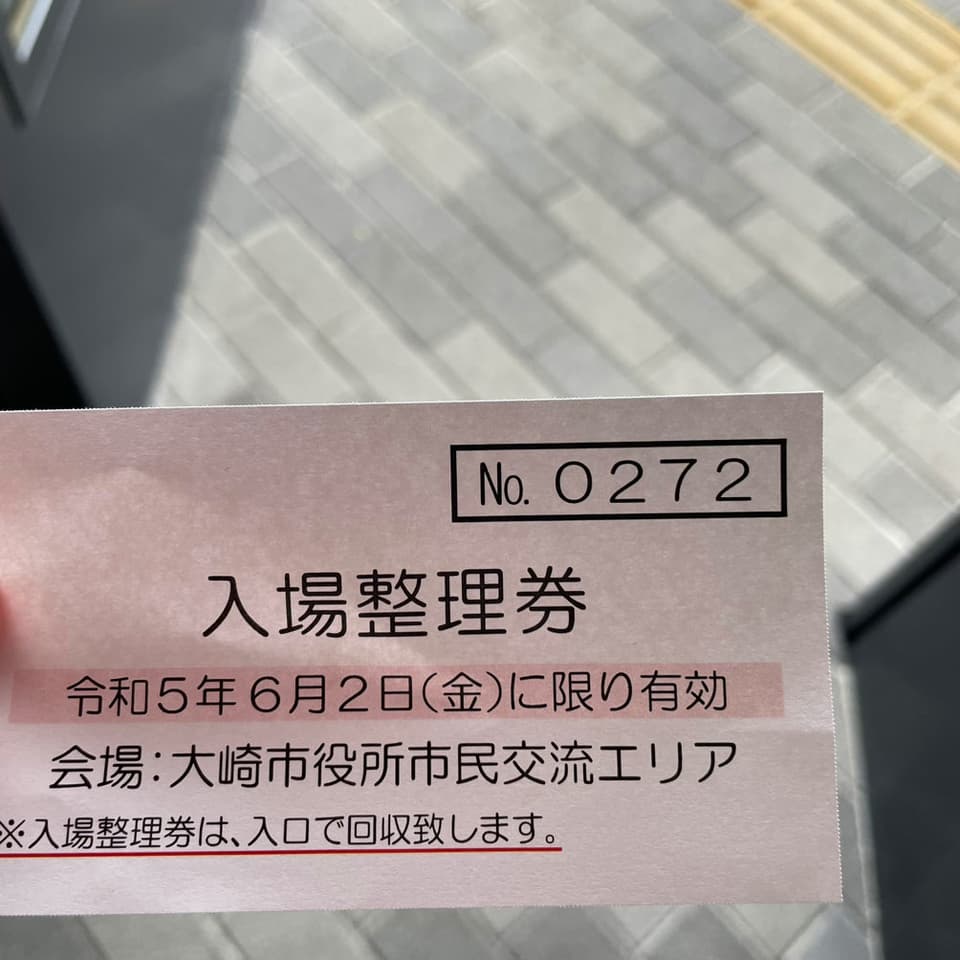 No. 0272
入場整理券
令和5年6月2日(金)に限り有効
会場:大崎市役所市民交流エリア
※入場整理券は、入口で回収致します。